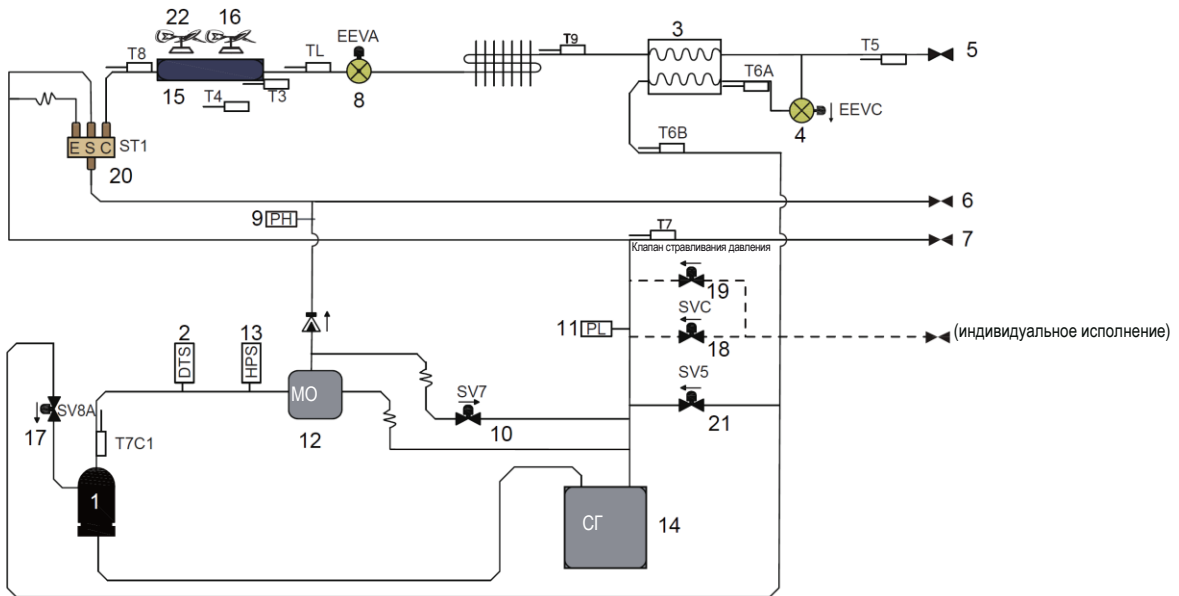 22 16
EEVA
3
T8
TL
T9
T5
5
15
T4
T3
8
T6A
4
EEVC
E S C
ST1
20
T6B
9 PH
6
T7
7
Клапан стравливания давления
19
SVC
11 PL
18
(индивидуальное исполнение)
2 13
DTS
HPS
SV8A
17
T7C1
МО
12
SV7
10
SV5
21
1
СГ
14